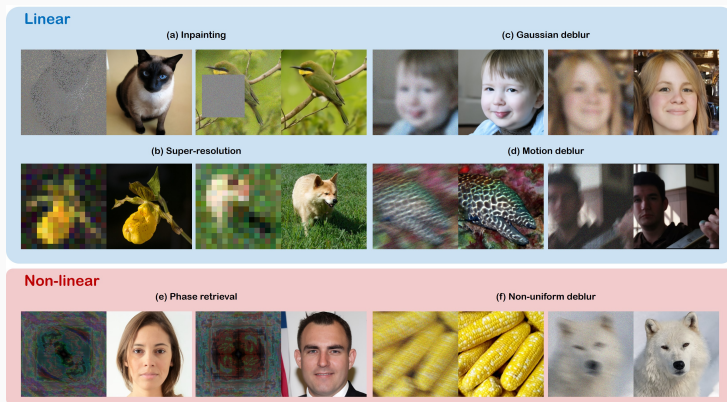 Linear
(a) Inpainting
(c) Gaussian deblur
(b) Super-resolution
(d) Motion deblur
Non-linear
(e) Phase retrieval
(f) Non-uniform deblur